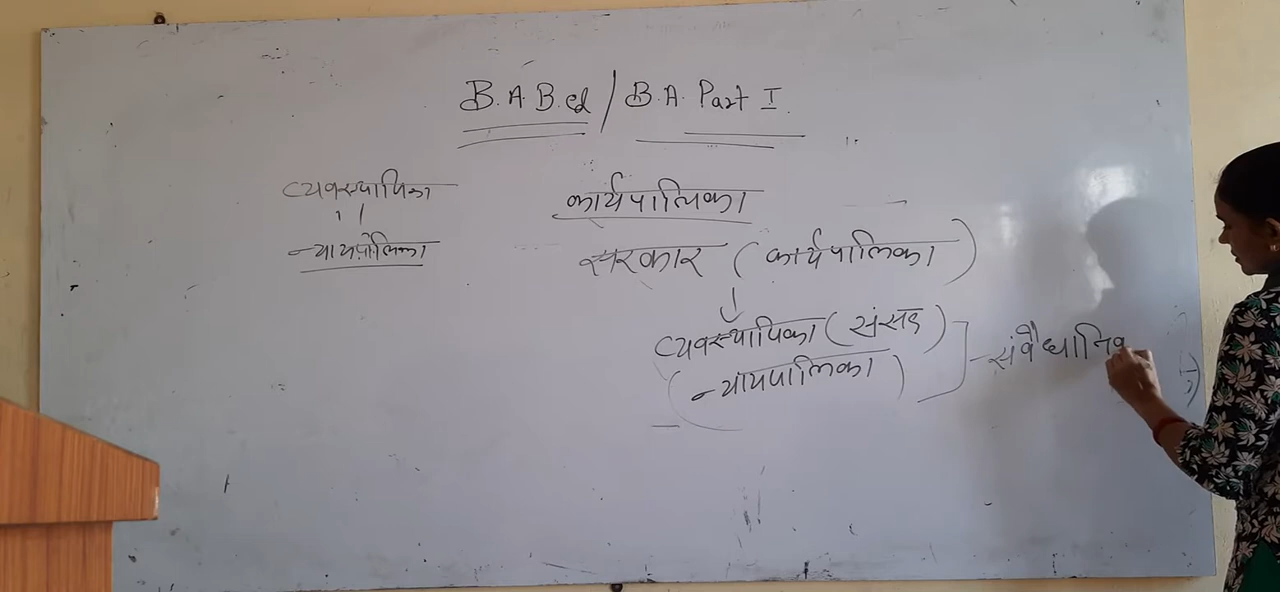 B.A.B.ed / B.A. Part I.
व्यवस्थापिका
न्यायपालिका
कार्यपालिका
सरकार (कार्यपालिका)
व्यवस्थापिका (संसद)
(न्यायपालिका)
संवैधानिक